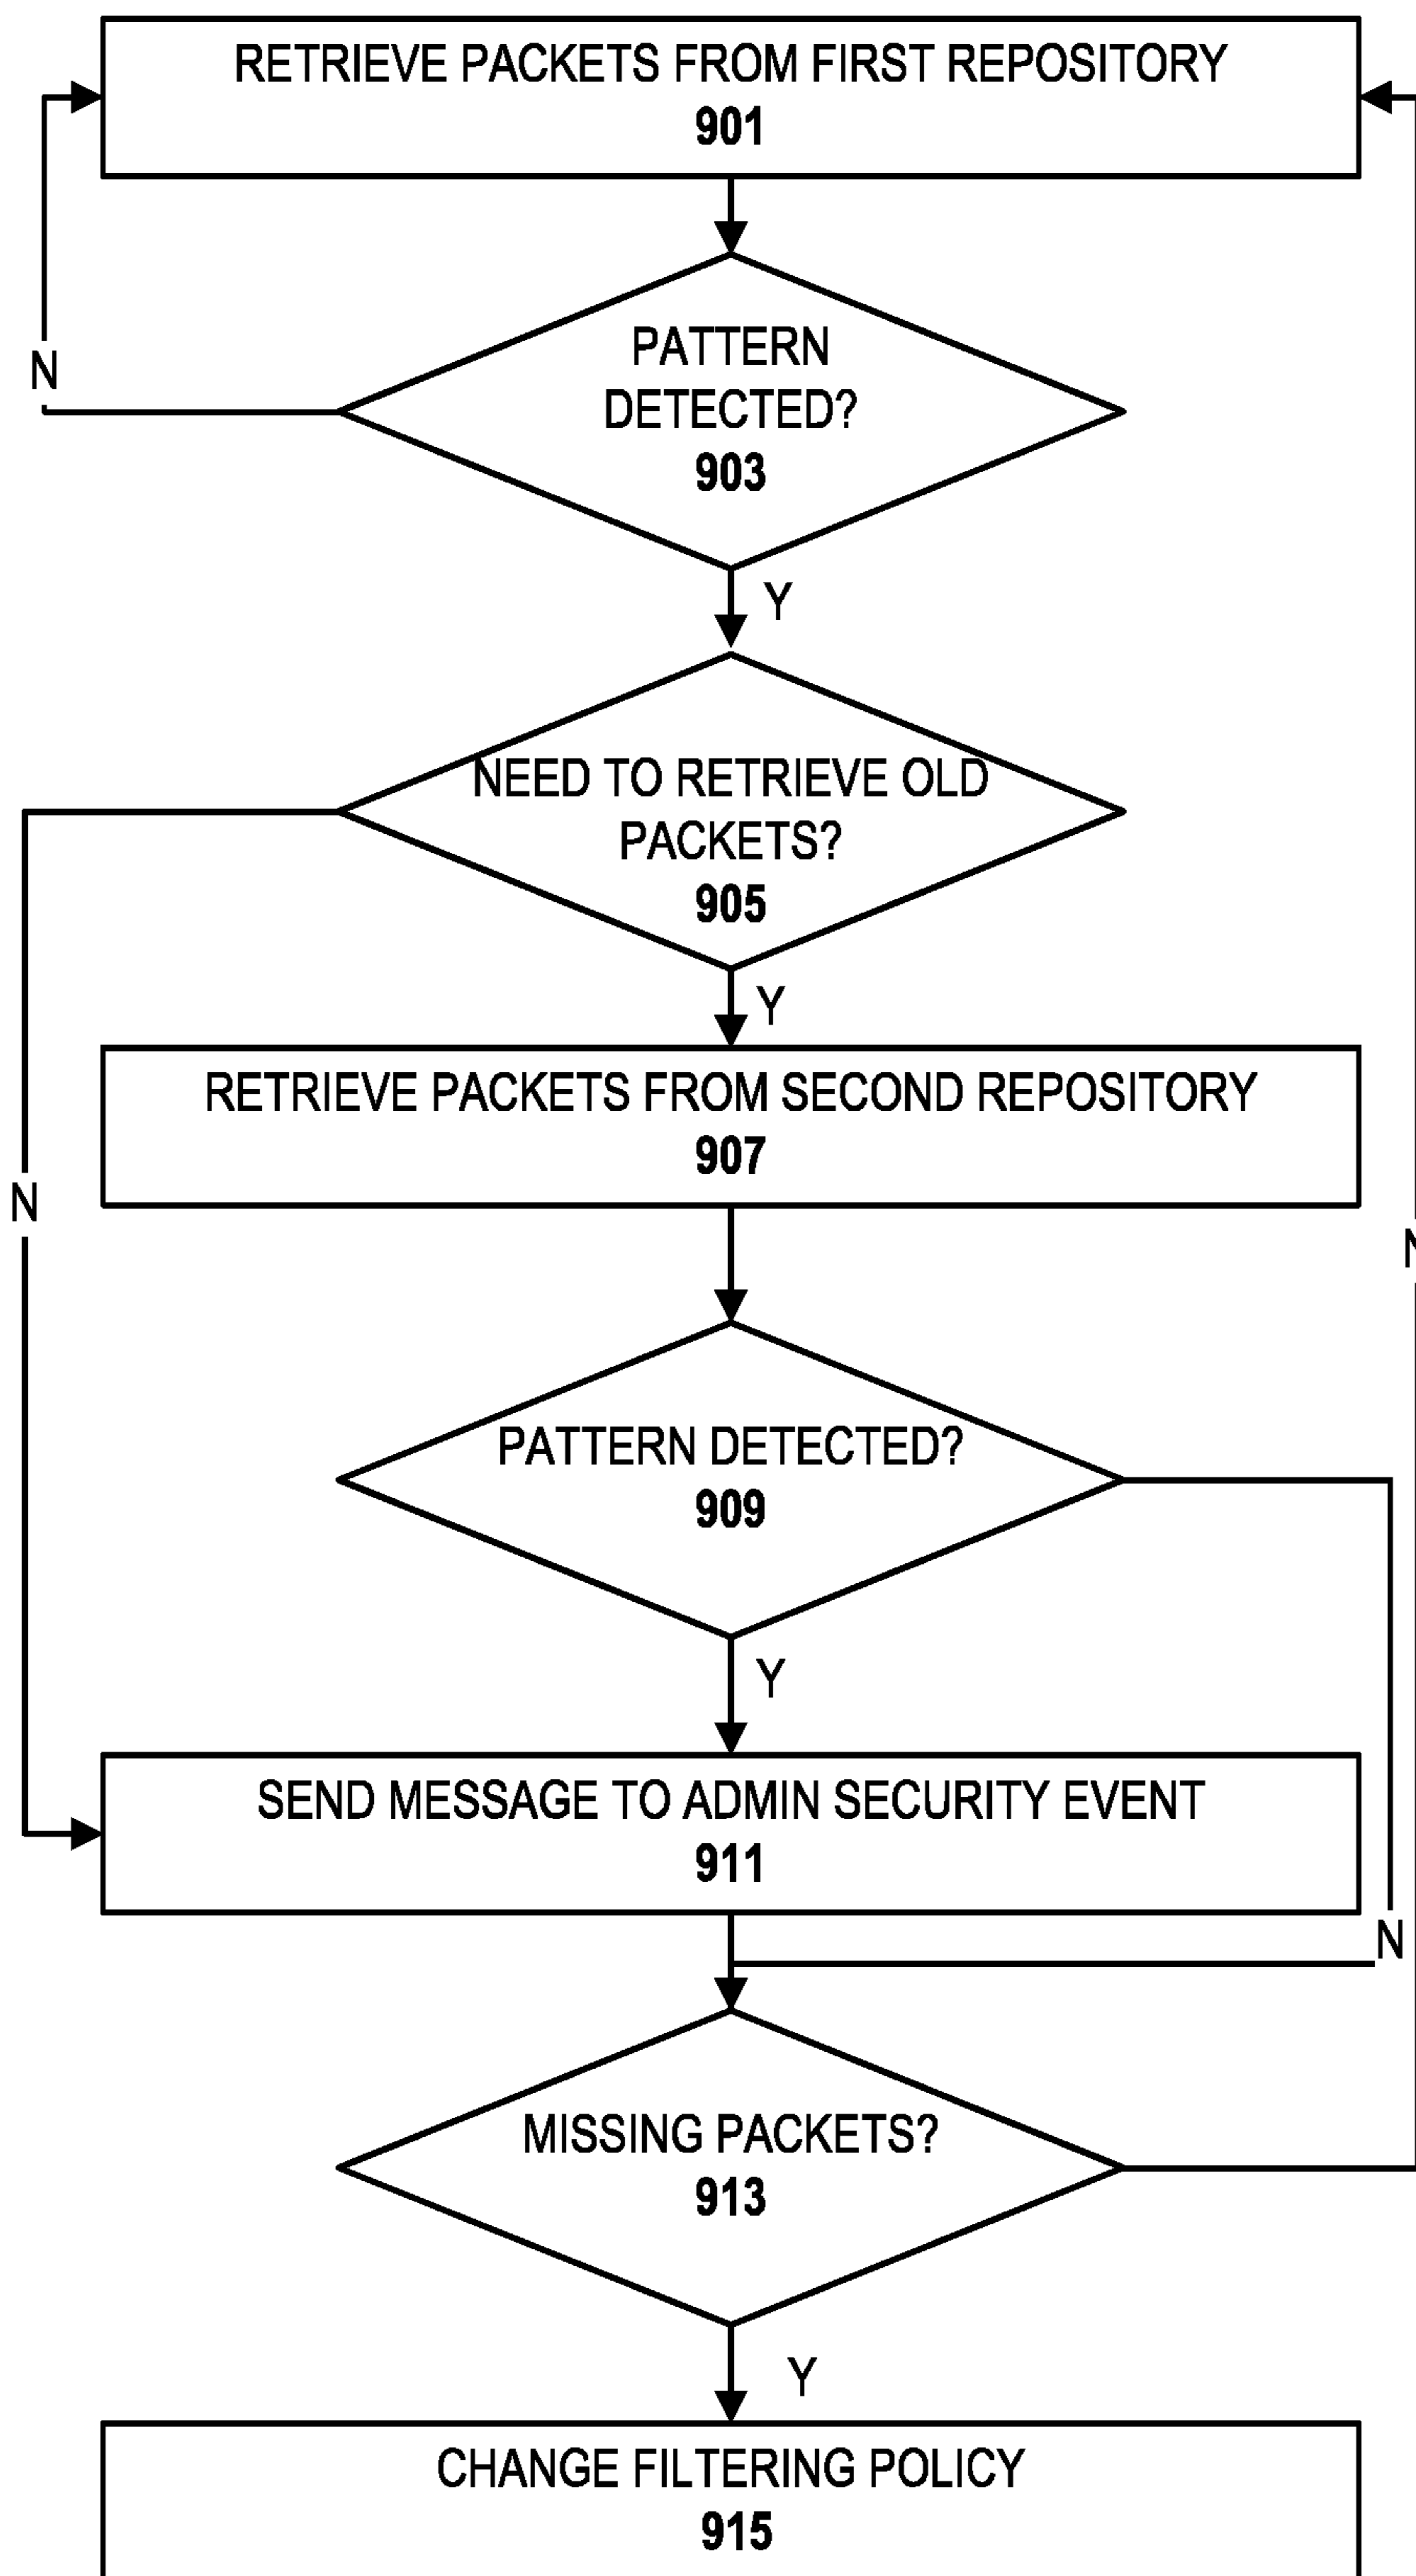 RETRIEVE PACKETS FROM FIRST REPOSITORY
901
N
PATTERN
DETECTED?
903
Y
NEED TO RETRIEVE OLD
PACKETS?
905
Y
RETRIEVE PACKETS FROM SECOND REPOSITORY
907
N
N
PATTERN DETECTED?
909
Y
SEND MESSAGE TO ADMIN SECURITY EVENT
911
N
MISSING PACKETS?
913
Y
CHANGE FILTERING POLICY
915